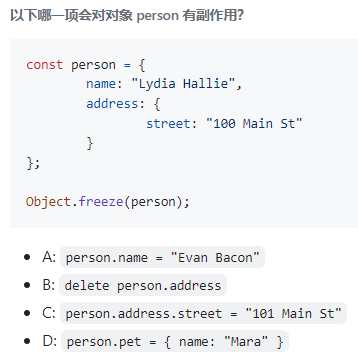 以下哪一项会对对象 person 有副作用？
const person = {
        name: "Lydia Hallie",
        address: {
                street: "100 Main St"
        }
};
Object.freeze(person);
A: person.name = "Evan Bacon"
B: delete person.address
C: person.address.street = "101 Main St"
D: person.pet = { name: "Mara" }